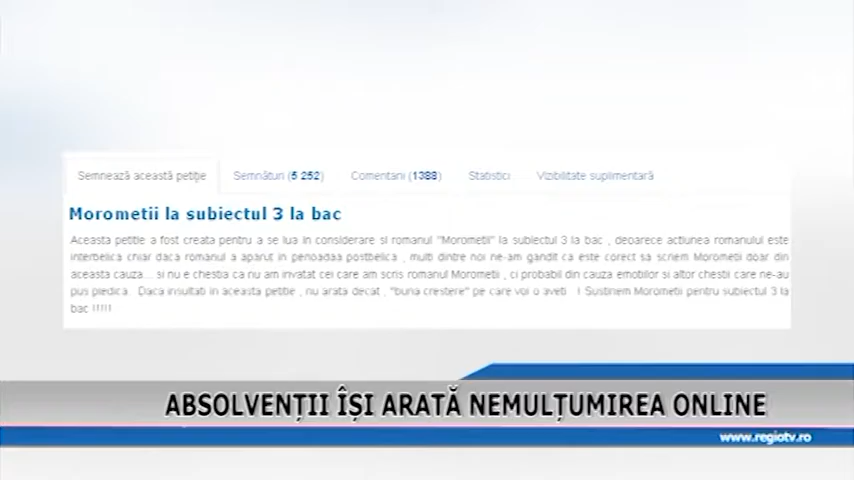 Semnează această petiție Semnături (5 252) Comentarii (1388) Statistici Vizibilitate suplimentară
Morometii la subiectul 3 la bac
Aceasta petitie a fost creata pentru a se lua in considerare si romanul "Morometii" la subiectul 3 la bac , deoarece actiunea romanului este
interbelica chiar daca romanul a aparut in perioadaa postbelica , multi dintre noi ne-am gandit ca este corect sa scriem Morometii doar din
aceasta cauza... si nu e chestia ca nu am invatat cei care am scris romanul Morometii , ci probabil din cauza emotiilor si altor chestii care ne-au
pus piedica . Daca insultati in aceasta petitie , nu arata decat , "buna crestere" pe care voi o aveti . ! Sustinem Morometii pentru subiectul 3 la
bac !!!!!
ABSOLVENȚII ÎȘI ARATĂ NEMULȚUMIREA ONLINE
www.regiotv.ro